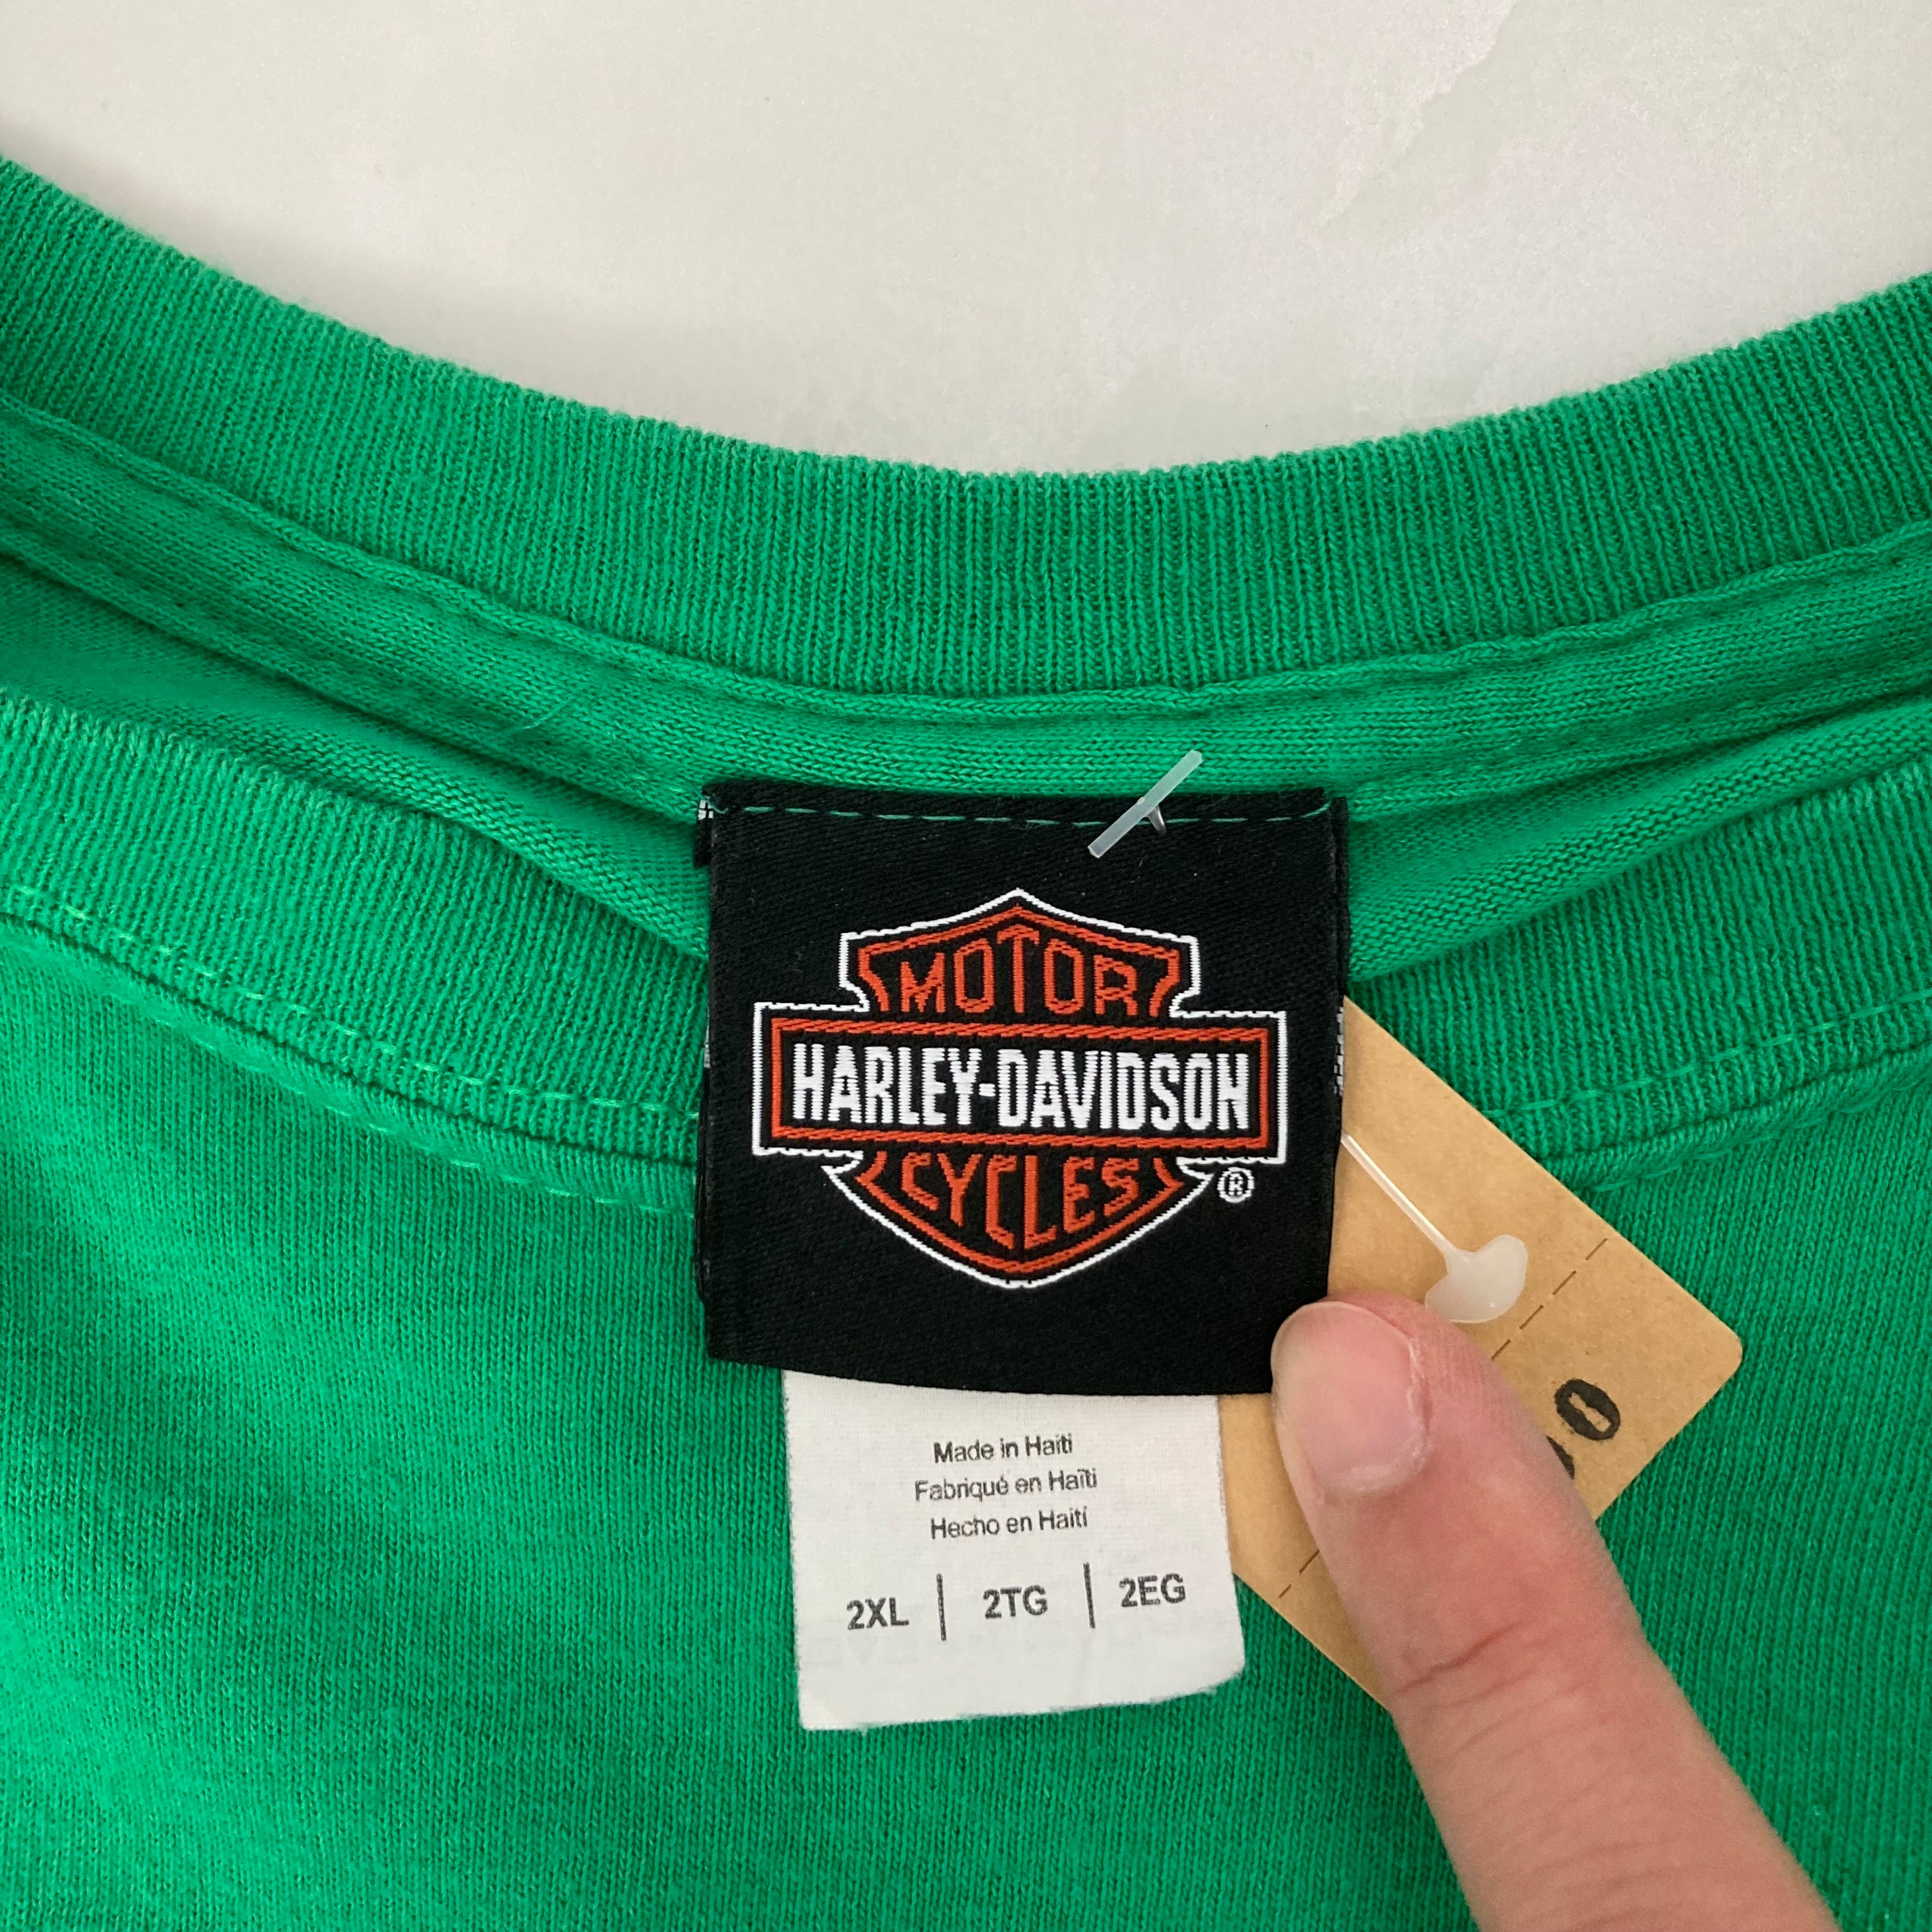 MOTOR
HARLEY-DAVIDSON
CYCLES
®
Made in Haiti
Fabriqué en Haïti
Hecho en Haití
2XL | 2TG | 2EG